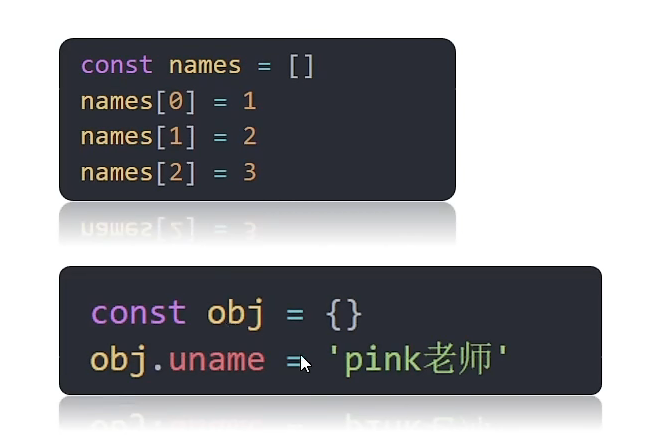 const names = []
names[0] = 1
names[1] = 2
names[2] = 3
const obj = {}
obj.uname = 'pink老师'